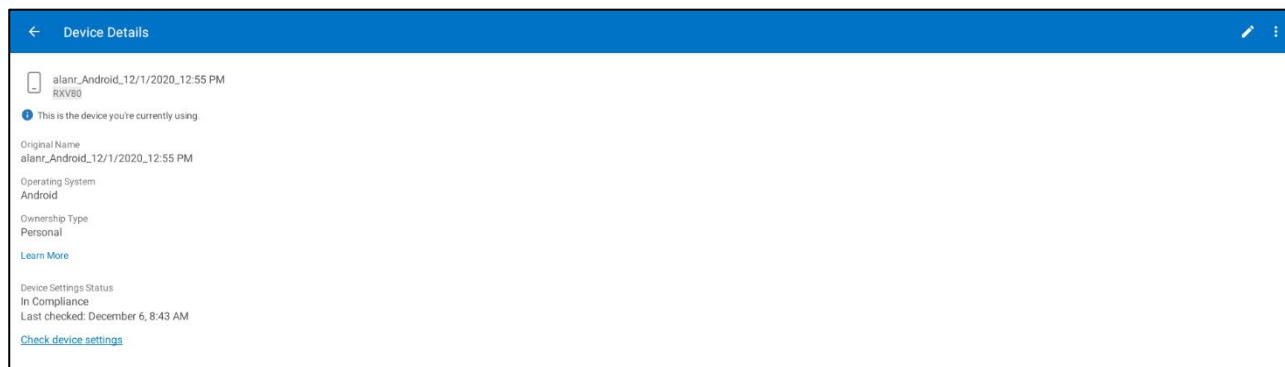 Device Details
alanr_Android_12/1/2020_12:55 PM
RXV80
This is the device you're currently using.
Original Name
alanr_Android_12/1/2020_12:55 PM
Operating System
Android
Ownership Type
Personal
Learn More
Device Settings Status
In Compliance
Last checked: December 6, 8:43 AM
Check device settings